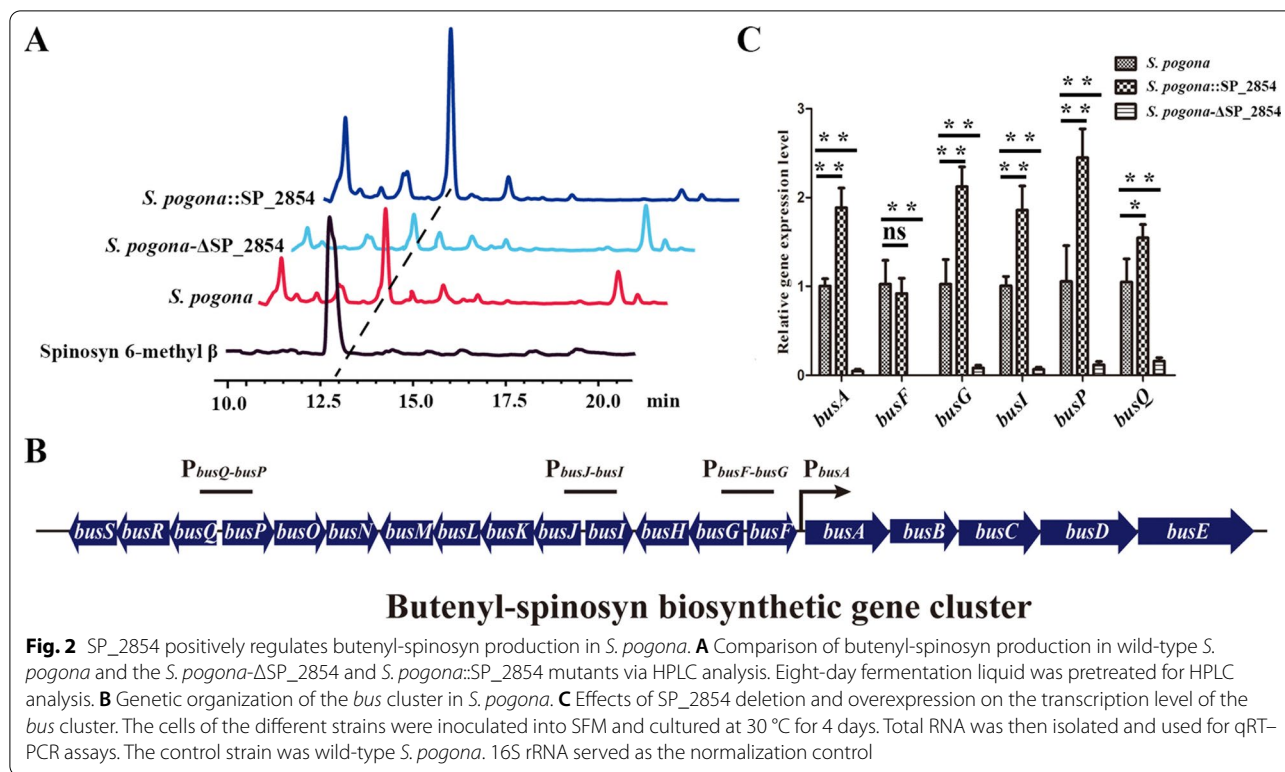 A
S. pogona::SP_2854
S. pogona-ΔSP_2854
S. pogona
Spinosyn 6-methyl β
10.0 12.5 15.0 17.5 20.0 min
C
S. pogona
S. pogona::SP_2854
S. pogona-ΔSP_2854
Relative gene expression level
3
2
1
0
** ** ** ** **
** ** ** ** ** **
ns *
busA busF busG busI busP busQ
B
PbusQ-busP PbusJ-busI PbusF-busG PbusA
busS busR busQ busP busO busN busM busL busK busJ busI busH busG busF busA busB busC busD busE
Butenyl-spinosyn biosynthetic gene cluster
Fig. 2 SP_2854 positively regulates butenyl-spinosyn production in S. pogona. A Comparison of butenyl-spinosyn production in wild-type S.
pogona and the S. pogona-ΔSP_2854 and S. pogona::SP_2854 mutants via HPLC analysis. Eight-day fermentation liquid was pretreated for HPLC
analysis. B Genetic organization of the bus cluster in S. pogona. C Effects of SP_2854 deletion and overexpression on the transcription level of the
bus cluster. The cells of the different strains were inoculated into SFM and cultured at 30 °C for 4 days. Total RNA was then isolated and used for qRT–
PCR assays. The control strain was wild-type S. pogona. 16S rRNA served as the normalization control